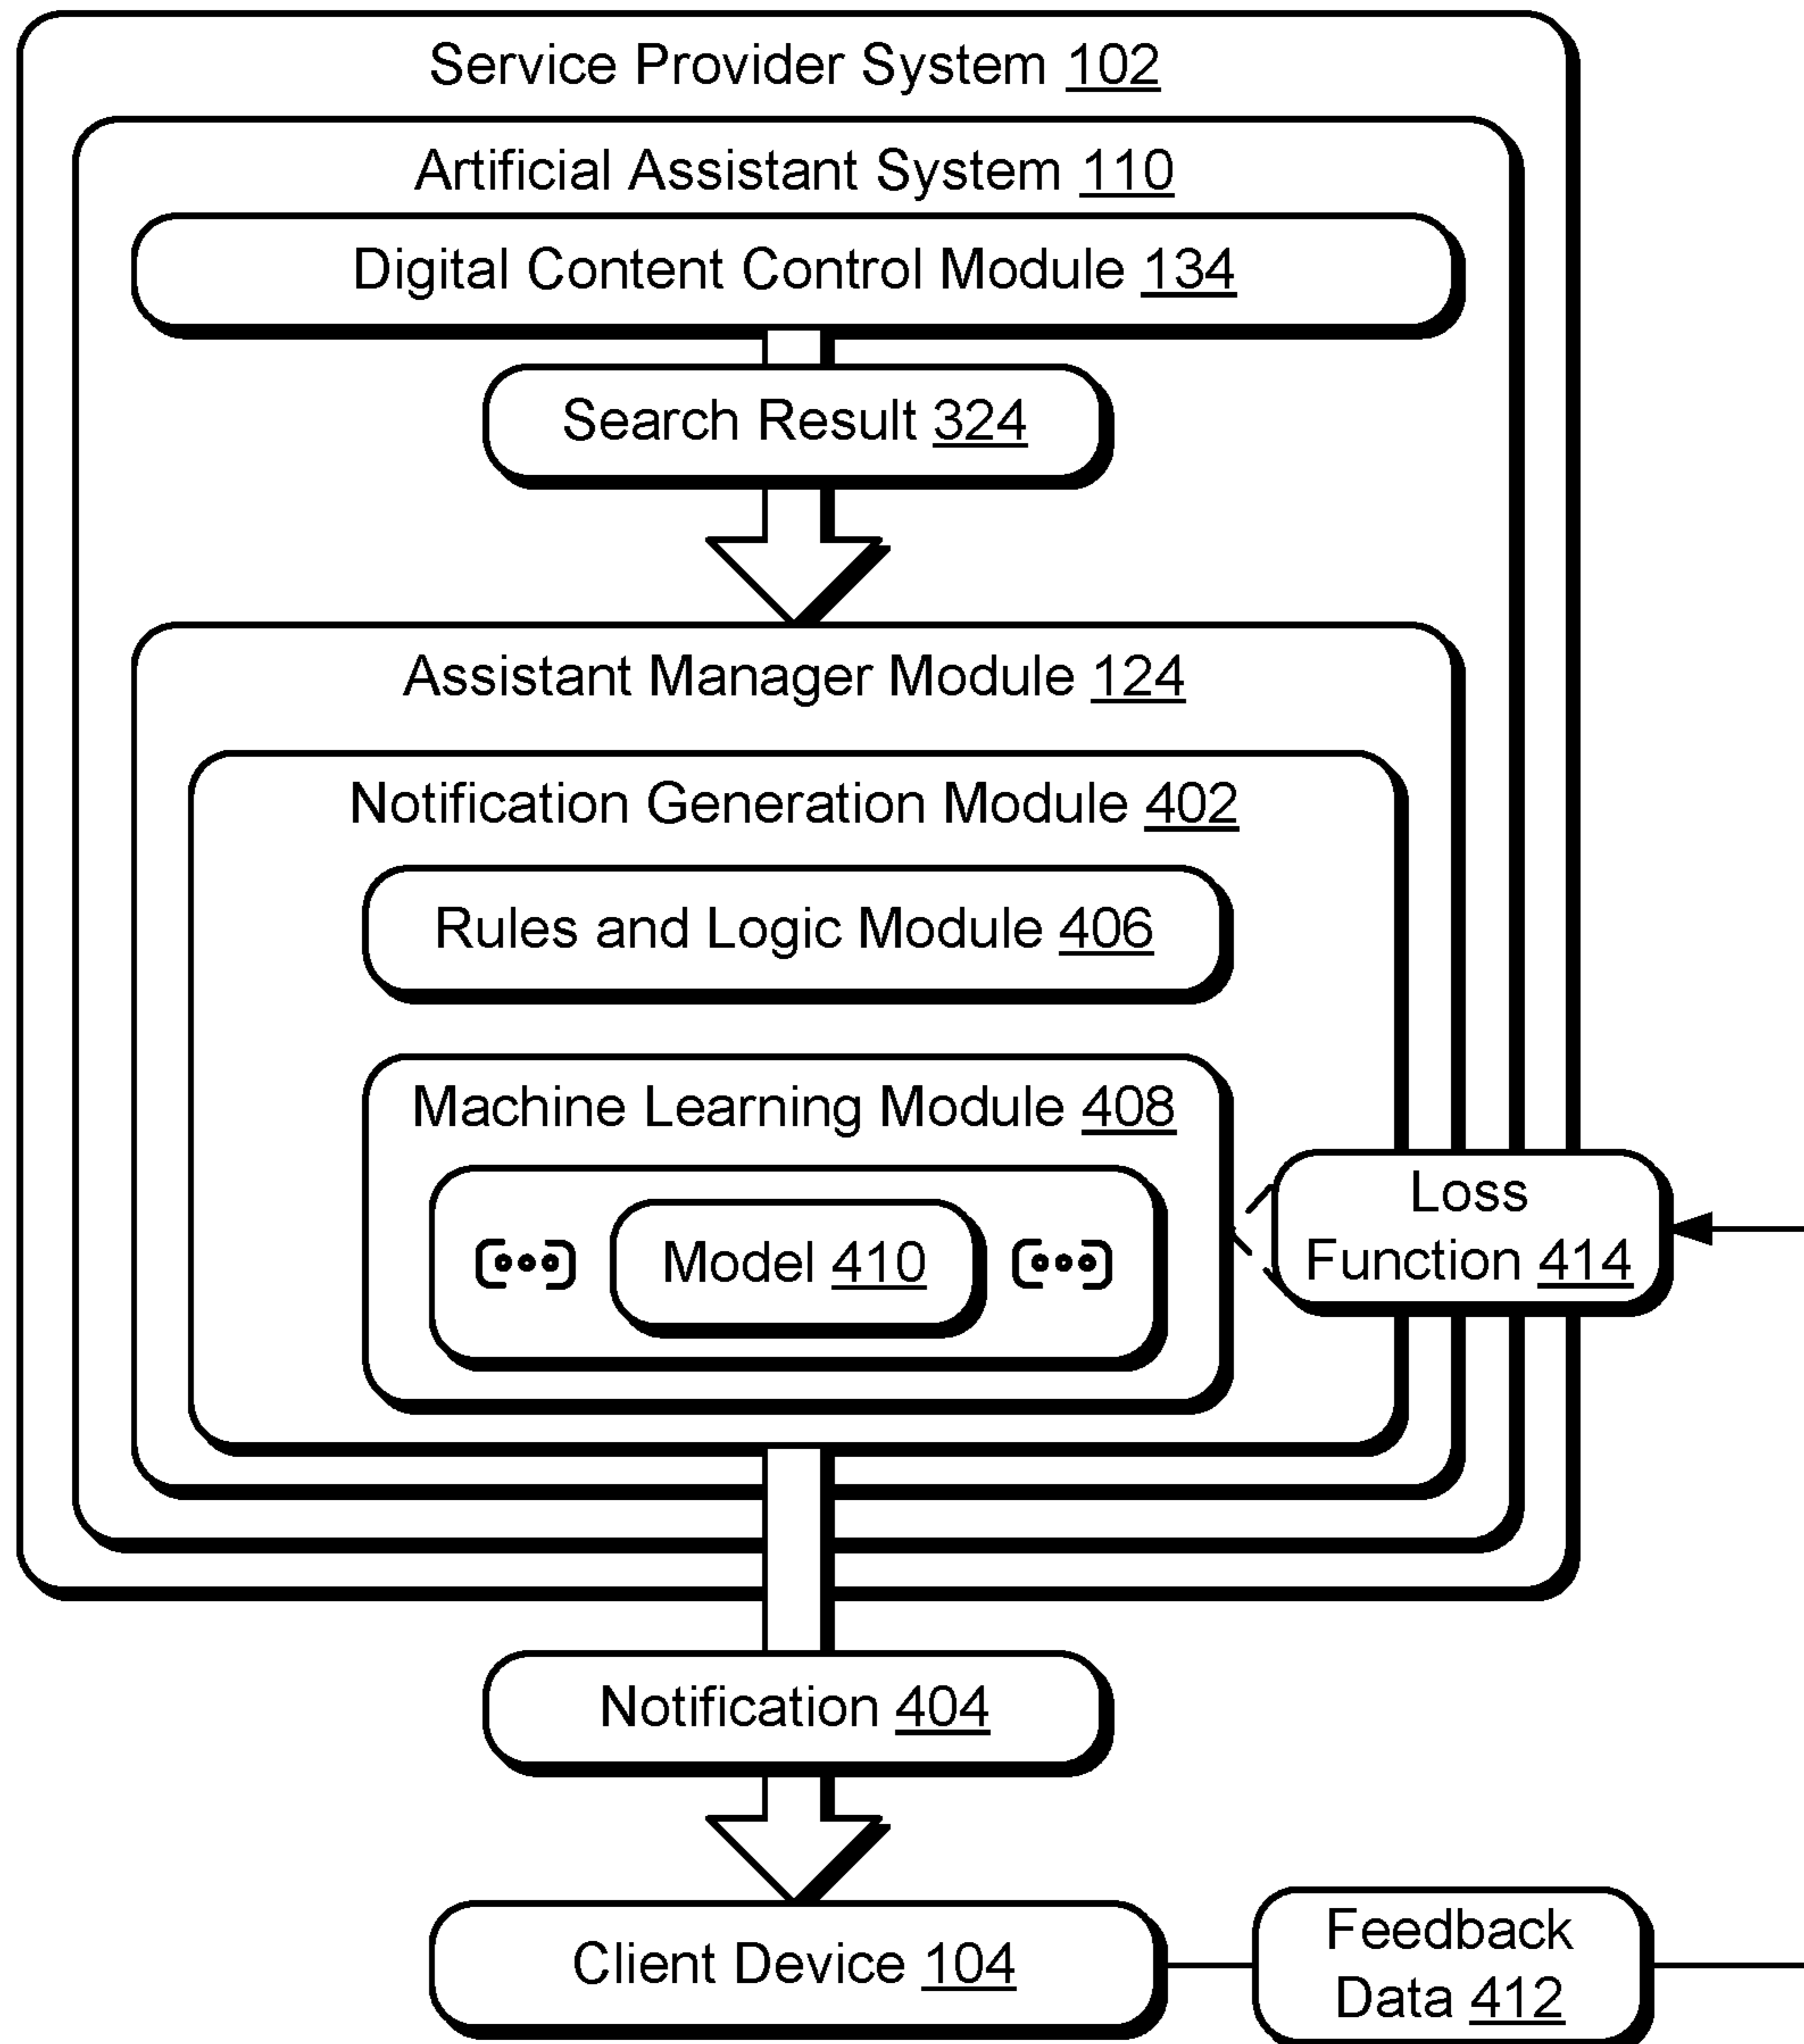 Service Provider System 102
Artificial Assistant System 110
Digital Content Control Module 134
Search Result 324
Assistant Manager Module 124
Notification Generation Module 402
Rules and Logic Module 406
Machine Learning Module 408
Model 410
Loss
Function 414
Notification 404
Client Device 104
Feedback
Data 412